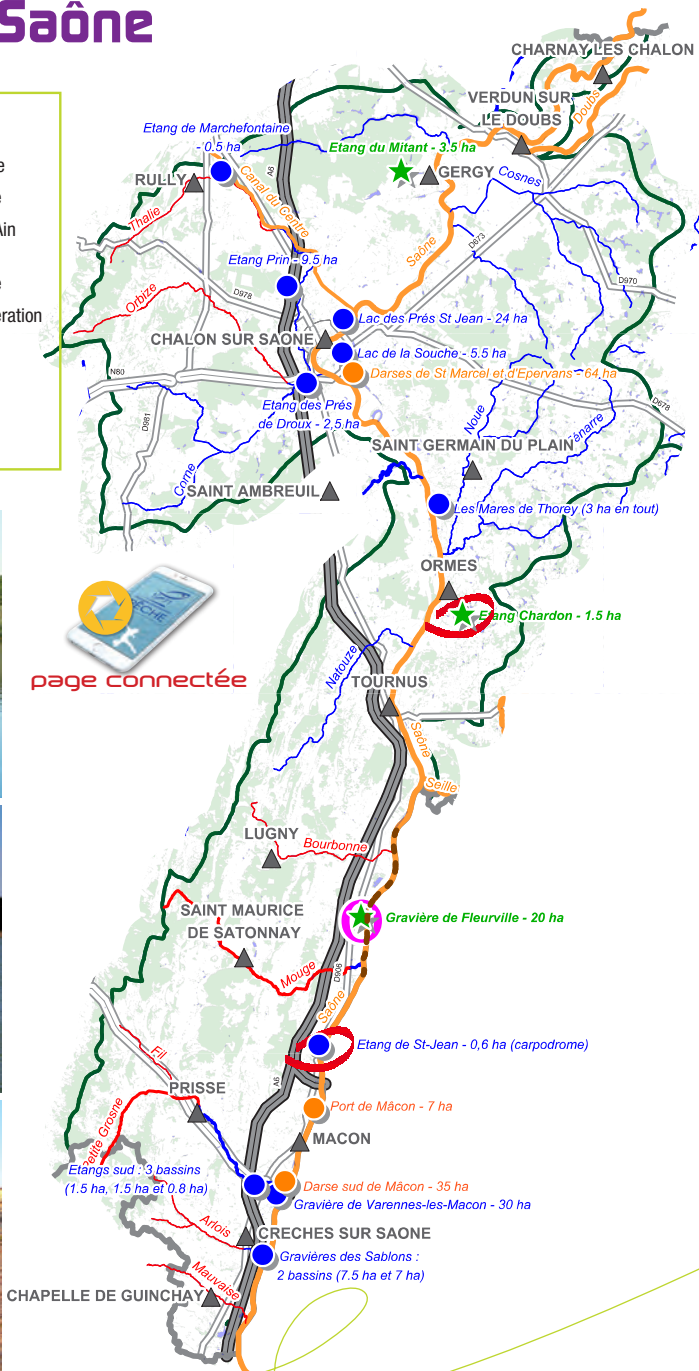 Saône
CHARNAY LES CHALON
VERDUN SUR
LE DOUBS
Doubs
Etang de Marchefontaine
- 0.5 ha
A6
Etang du Mitant - 3.5 ha
RULLY
GERGY
Cosnes
Canal du Centre
Thalie
Saône
D673
Etang Prin - 9.5 ha
D970
D978
Orbize
Ain
eration
Lac des Prés St Jean - 24 ha
CHALON SUR SAONE
Lac de la Souche - 5.5 ha
N80
Darses de St Marcel et d'Epervans - 64 ha
Etang des Prés
de Droux - 2,5 ha
D678
D981
Noue
SAINT GERMAIN DU PLAIN
Corne
SAINT AMBREUIL
Les Mares de Thorey (3 ha en tout)
ORMES
PÊCHE
Etang Chardon - 1.5 ha
page connectée
Natouze
TOURNUS
Saône
Seille
LUGNY
Bourbonne
SAINT MAURICE
DE SATONNAY
Gravière de Fleurville - 20 ha
Mouge
D906
Saône
Etang de St-Jean - 0,6 ha (carpodrome)
Fil
A6
PRISSE
Port de Mâcon - 7 ha
Petite Grosne
MACON
Etangs sud : 3 bassins
(1.5 ha, 1.5 ha et 0.8 ha)
Darse sud de Mâcon - 35 ha
Gravière de Varennes-les-Macon - 30 ha
Arlois
CRECHES SUR SAONE
Gravières des Sablons :
2 bassins (7.5 ha et 7 ha)
Mauvaise
CHAPELLE DE GUINCHAY